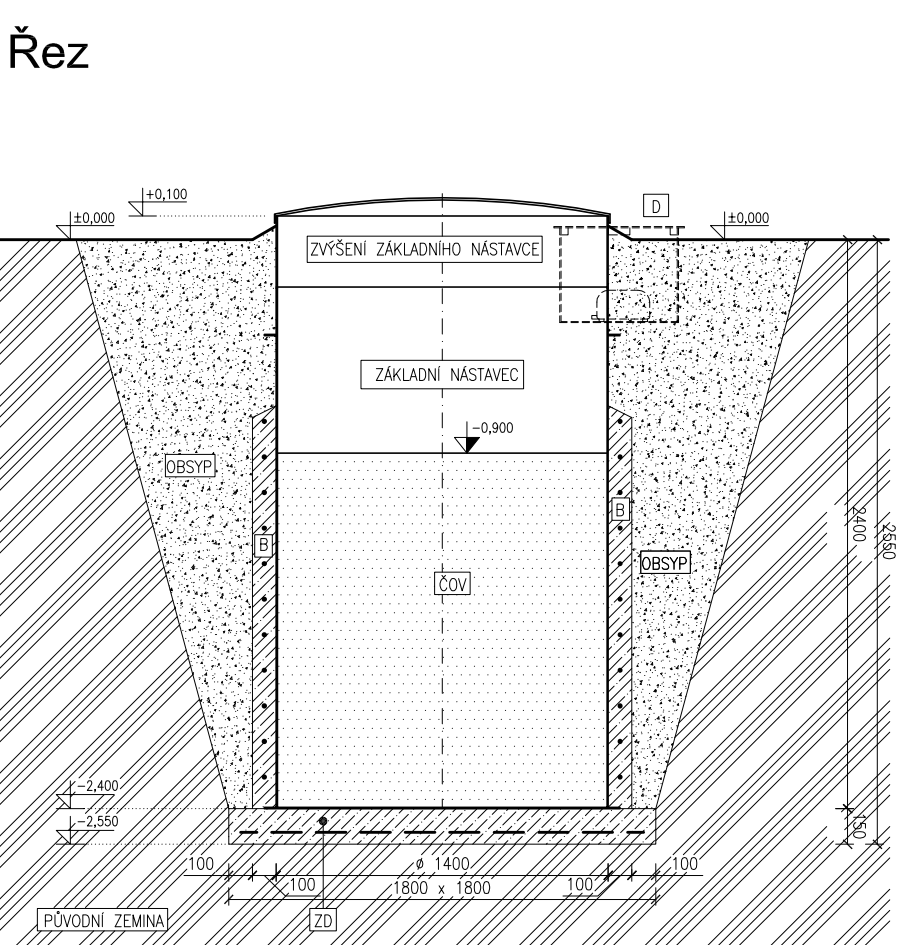 Řez
+0,100
±0,000
D
±0,000
ZVÝŠENÍ ZÁKLADNÍHO NÁSTAVCE
ZÁKLADNÍ NÁSTAVEC
-0,900
OBSYP
B
B
2400
2550
OBSYP
ČOV
-2,400
-2,550
150
100
ϕ 1400
100
100
100
1800 x 1800
PŮVODNÍ ZEMINA
ZD